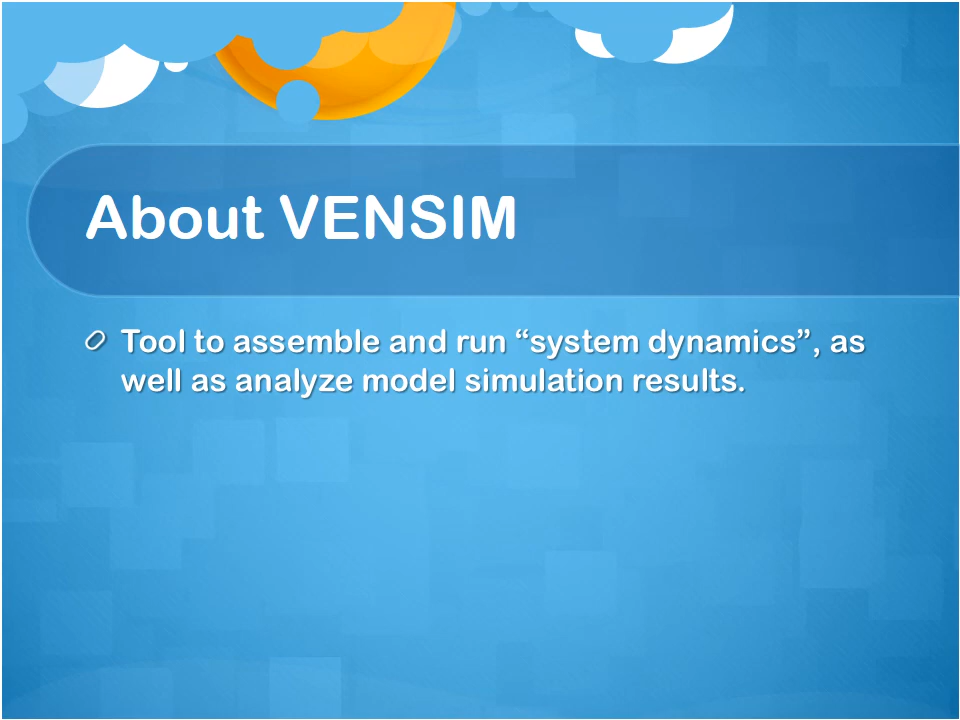 About VENSIM
Tool to assemble and run “system dynamics”, as
well as analyze model simulation results.